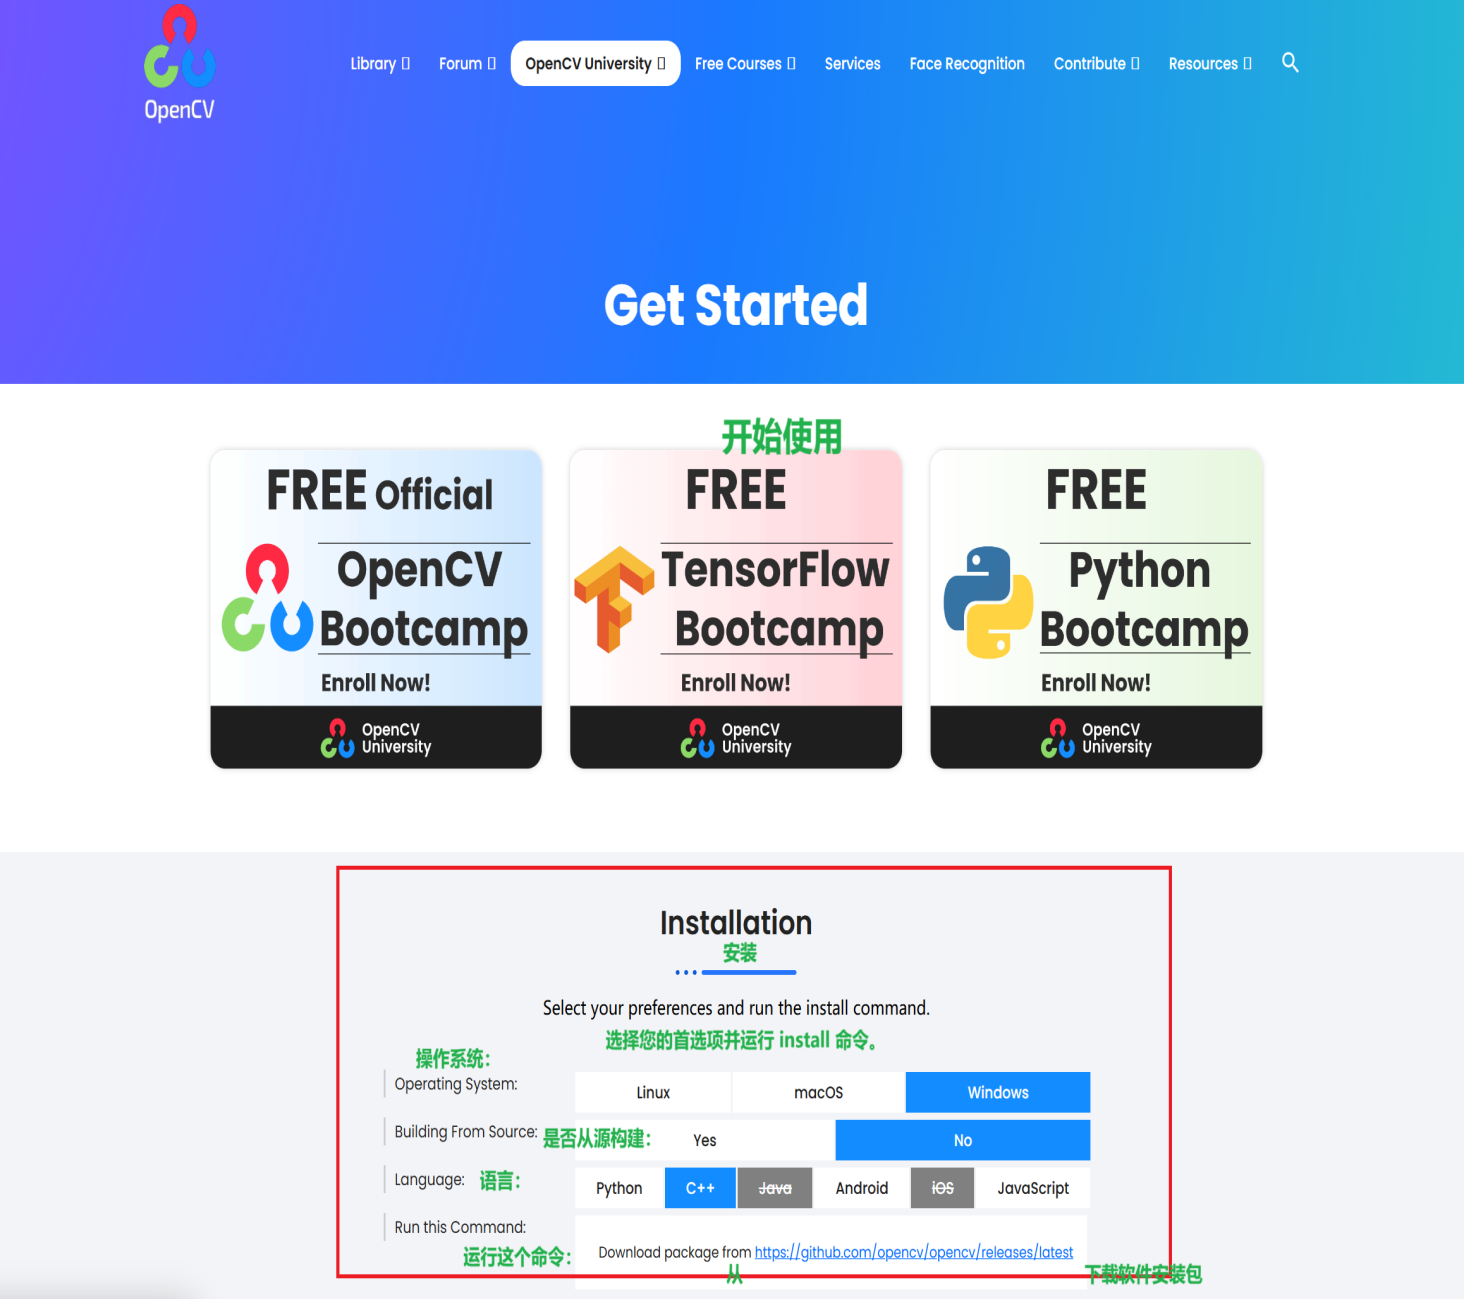 OpenCV
Library
Forum
OpenCV University
Free Courses
Services
Face Recognition
Contribute
Resources
Get Started
开始使用
FREE Official
OpenCV
Bootcamp
Enroll Now!
OpenCV
University
FREE
TensorFlow
Bootcamp
Enroll Now!
OpenCV
University
FREE
Python
Bootcamp
Enroll Now!
OpenCV
University
Installation
安装
Select your preferences and run the install command.
选择您的首选项并运行 install 命令。
操作系统：
Operating System:
Linux
macOS
Windows
Building From Source:
是否从源构建：
Yes
No
Language:
语言：
Python
C++
Java
Android
iOS
JavaScript
Run this Command:
运行这个命令：
Download package from https://github.com/opencv/opencv/releases/latest
从
下载软件安装包